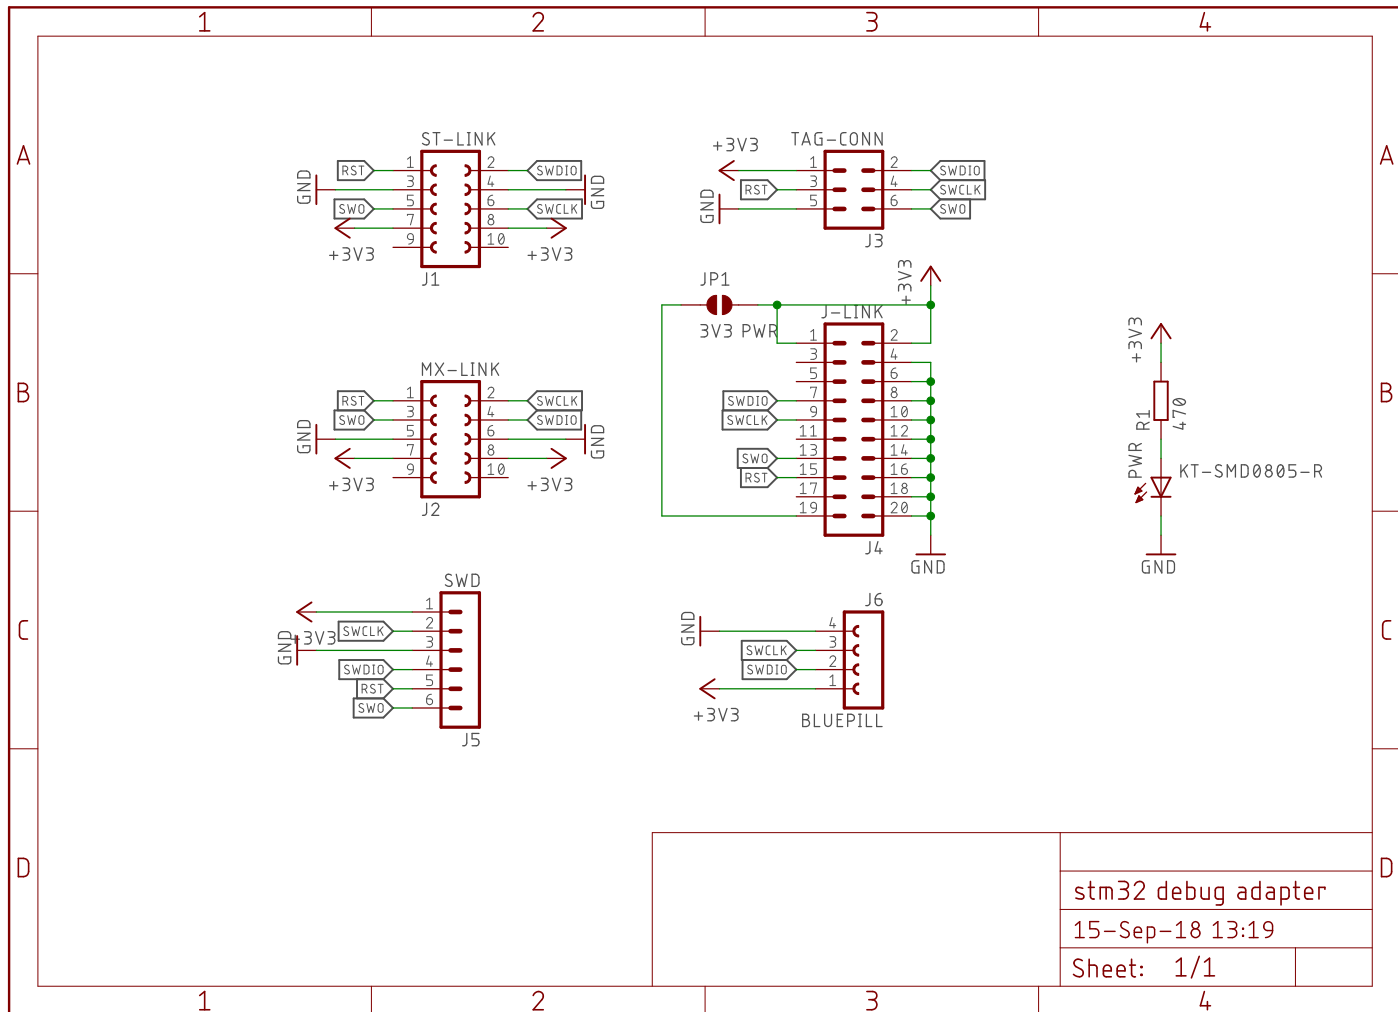 1 2 3 4
A A
B B
C C
D D
ST-LINK
RST 1 2 SWDIO
GND 3 4 GND
SWO 5 6 SWCLK
7 8
9 10
+3V3 +3V3
J1
TAG-CONN
+3V3 1 2 SWDIO
RST 3 4 SWCLK
GND 5 6 SWO
J3
MX-LINK
RST 1 2 SWCLK
SWO 3 4 SWDIO
GND 5 6 GND
7 8
9 10
+3V3 +3V3
J2
JP1
3V3 PWR
+3V3
J-LINK
1 2
3 4
5 6
SWDIO 7 8
SWCLK 9 10
11 12
SWO 13 14
RST 15 16
17 18
19 20
J4
GND
+3V3
R1
470
PWR
KT-SMD0805-R
GND
SWD
1
+3V3
SWCLK 2
GND 3
SWDIO 4
RST 5
SWO 6
J5
J6
GND 4
SWCLK 3
SWDIO 2
1
+3V3
BLUEPILL
stm32 debug adapter
15-Sep-18 13:19
Sheet: 1/1
1 2 3 4